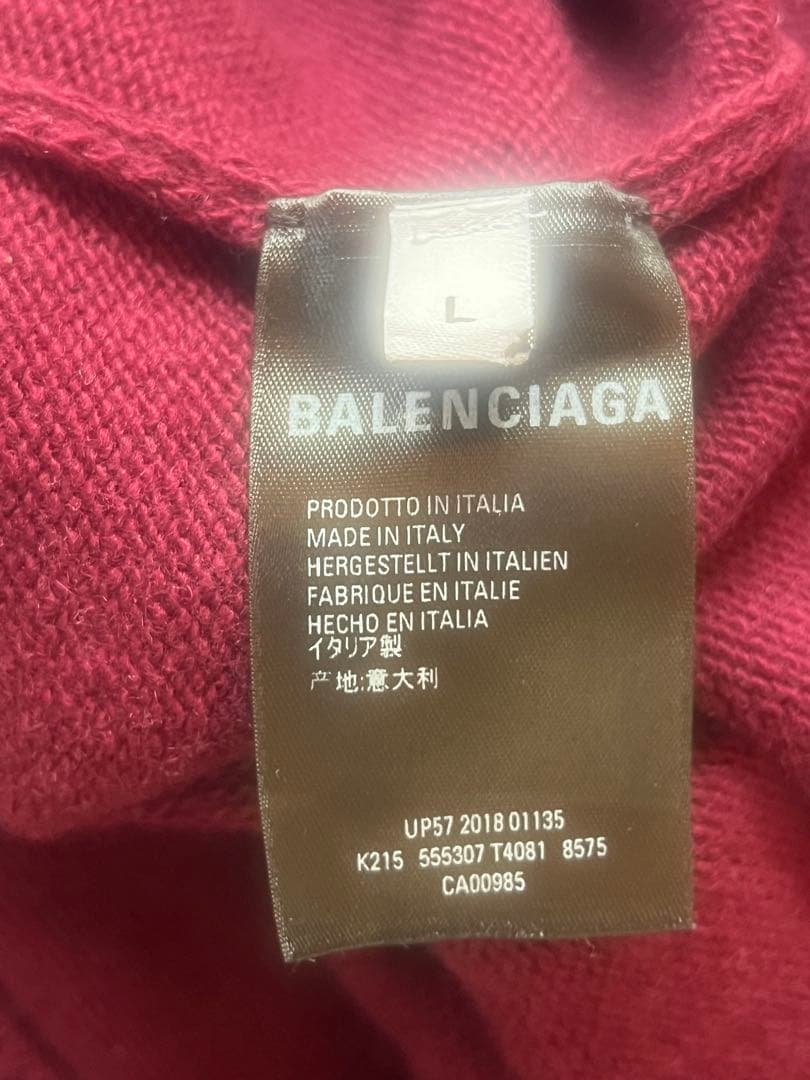 L
BALENCIAGA
PRODOTTO IN ITALIA
MADE IN ITALY
HERGESTELLT IN ITALIEN
FABRIQUE EN ITALIE
HECHO EN ITALIA
イタリア製
产地:意大利
UP57 2018 01135
K215 555307 T4081 8575
CA00985